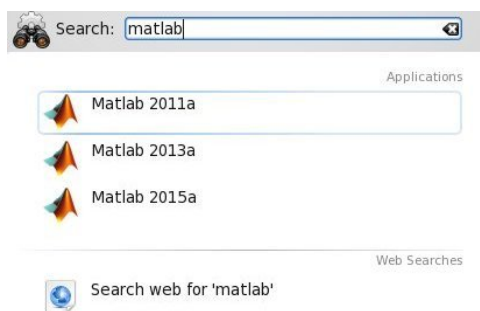 Search: matlab
Applications
Matlab 2011a
Matlab 2013a
Matlab 2015a
Web Searches
Search web for 'matlab'